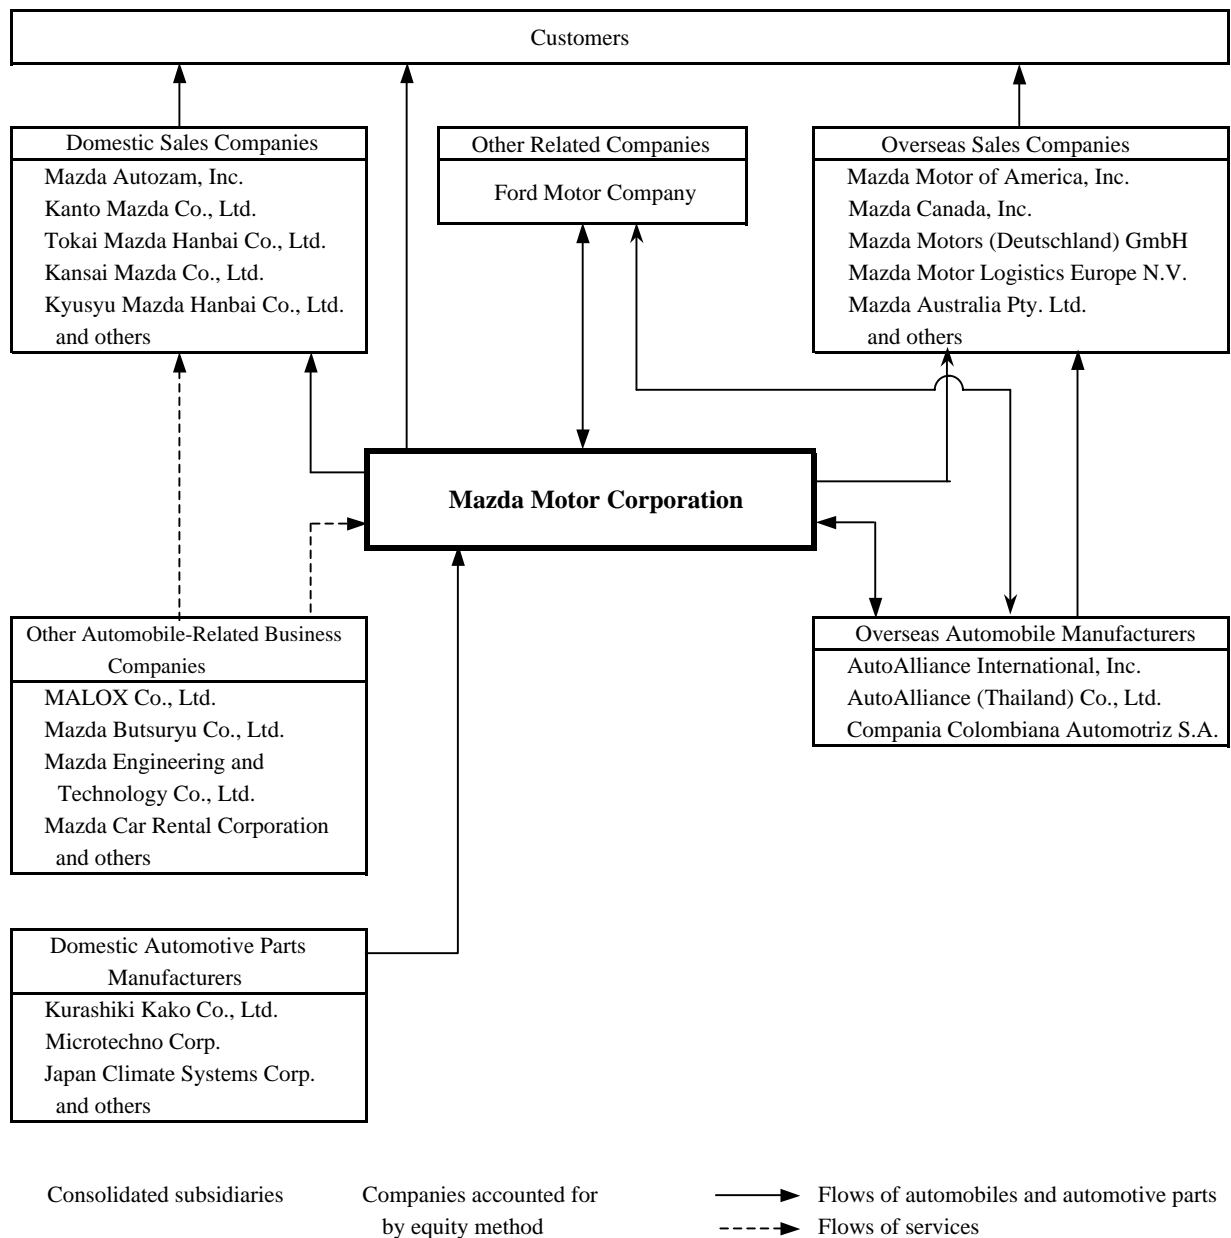 Customers
Domestic Sales Companies
Mazda Autozam, Inc.
Kanto Mazda Co., Ltd.
Tokai Mazda Hanbai Co., Ltd.
Kansai Mazda Co., Ltd.
Kyusyu Mazda Hanbai Co., Ltd.
and others
Other Related Companies
Ford Motor Company
Overseas Sales Companies
Mazda Motor of America, Inc.
Mazda Canada, Inc.
Mazda Motors (Deutschland) GmbH
Mazda Motor Logistics Europe N.V.
Mazda Australia Pty. Ltd.
and others
Mazda Motor Corporation
Other Automobile-Related Business
Companies
MALOX Co., Ltd.
Mazda Butsuryu Co., Ltd.
Mazda Engineering and
Technology Co., Ltd.
Mazda Car Rental Corporation
and others
Overseas Automobile Manufacturers
AutoAlliance International, Inc.
AutoAlliance (Thailand) Co., Ltd.
Compania Colombiana Automotriz S.A.
Domestic Automotive Parts
Manufacturers
Kurashiki Kako Co., Ltd.
Microtechno Corp.
Japan Climate Systems Corp.
and others
Consolidated subsidiaries
Companies accounted for
by equity method
Flows of automobiles and automotive parts
Flows of services